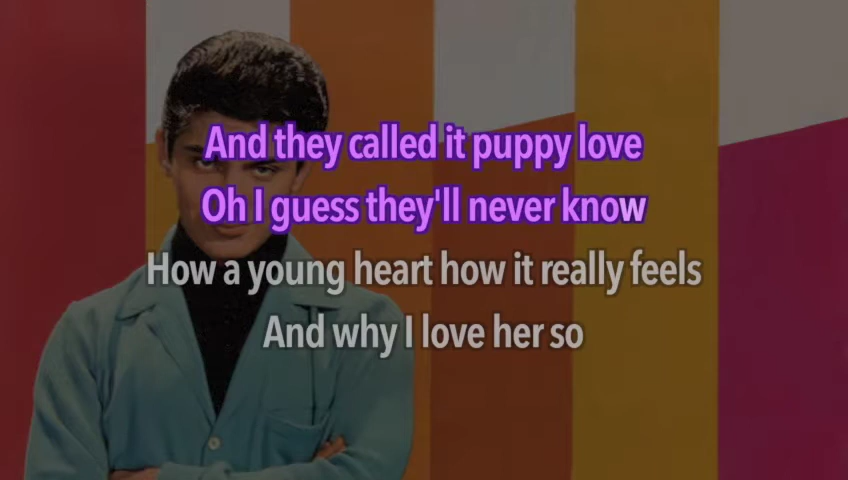 And they called it puppy love
Oh I guess they'll never know
How a young heart how it really feels
And why I love her so